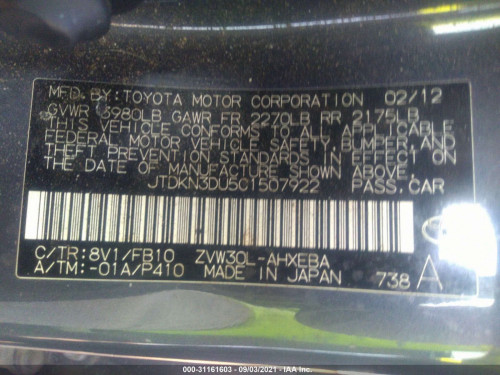 MFD. BY: TOYOTA MOTOR CORPORATION 02/12
GVWR 3980LB GAWR FR 2270LB RR 2175LB
THIS VEHICLE CONFORMS TO ALL APPLICABLE
FEDERAL MOTOR VEHICLE SAFETY, BUMPER, AND
THEFT PREVENTION STANDARDS IN EFFECT ON
THE DATE OF MANUFACTURE SHOWN ABOVE.
JTDKN3DU5C1507922 PASS.CAR
C/TR: 8V1/FB10 ZVW30L-AHXEBA
A/TM: -01A/P410 MADE IN JAPAN 738 A
000-31161603 - 09/03/2021 - IAA Inc.